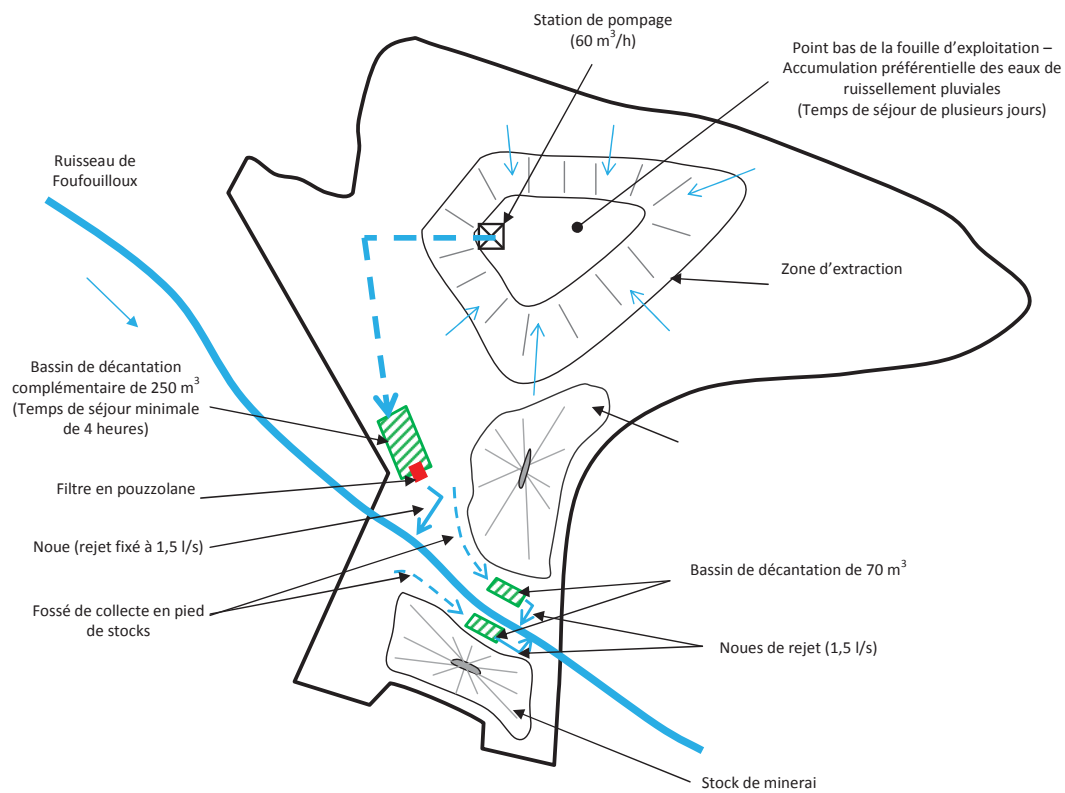 Station de pompage
(60 m³/h)
Point bas de la fouille d'exploitation –
Accumulation préférentielle des eaux de
ruissellement pluviales
(Temps de séjour de plusieurs jours)
Ruisseau de
Foufouilloux
Zone d'extraction
Bassin de décantation
complémentaire de 250 m³
(Temps de séjour minimale
de 4 heures)
Filtre en pouzzolane
Noue (rejet fixé à 1,5 l/s)
Bassin de décantation de 70 m³
Fossé de collecte en pied
de stocks
Noues de rejet (1,5 l/s)
Stock de minerai